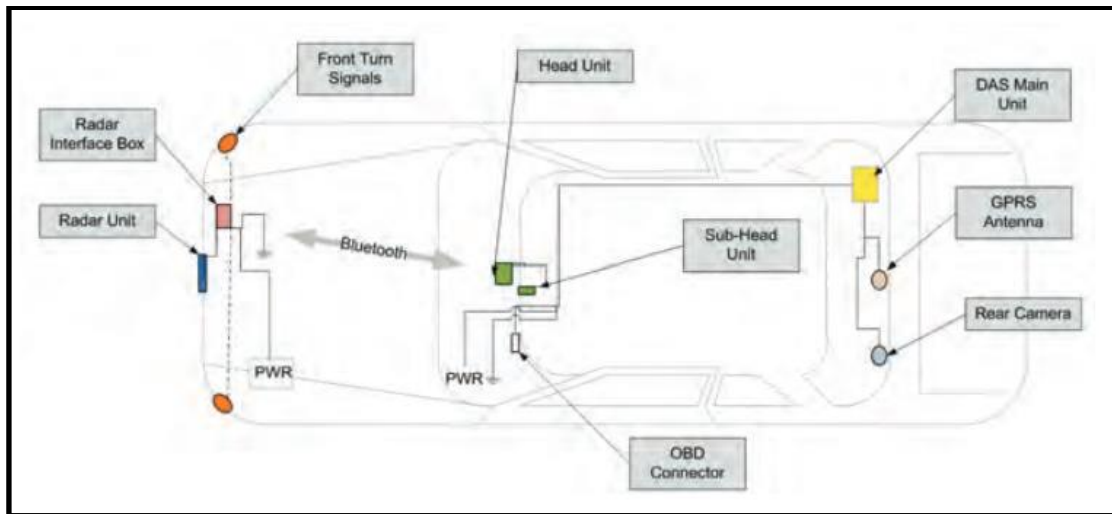 Front Turn
Signals
Head Unit
DAS Main
Unit
Radar
Interface Box
GPRS
Antenna
Radar Unit
Sub-Head
Unit
Bluetooth
Rear Camera
PWR
PWR
OBD
Connector